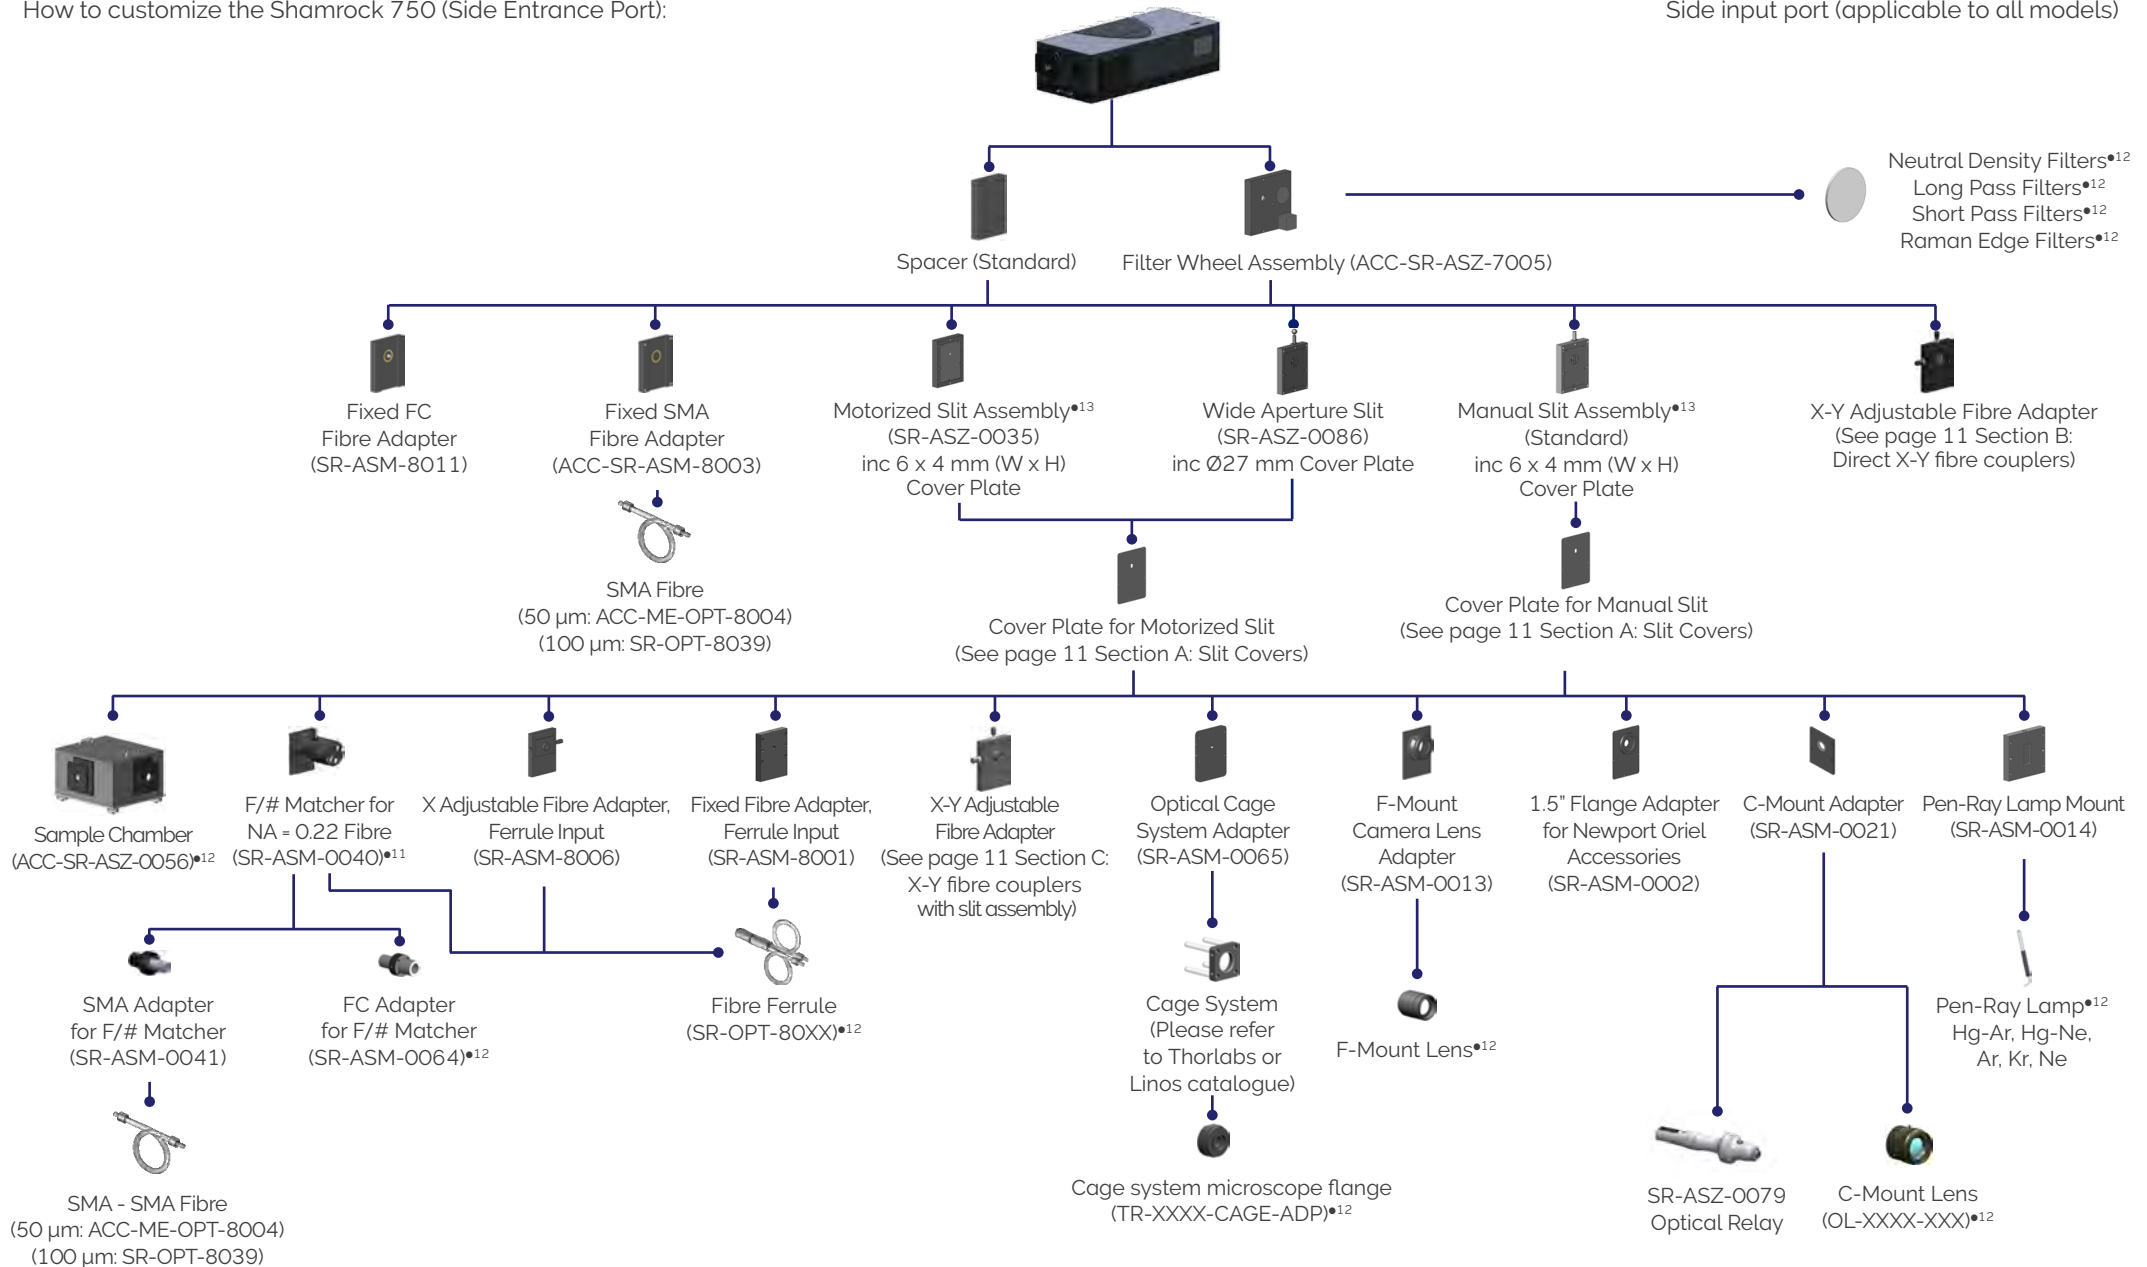 How to customize the Shamrock 750 (Side Entrance Port):
Side input port (applicable to all models)
Neutral Density Filters●12
Long Pass Filters●12
Short Pass Filters●12
Raman Edge Filters●12
Spacer (Standard)
Filter Wheel Assembly (ACC-SR-ASZ-7005)
Fixed FC
Fibre Adapter
(SR-ASM-8011)
Fixed SMA
Fibre Adapter
(ACC-SR-ASM-8003)
Motorized Slit Assembly●13
(SR-ASZ-0035)
inc 6 x 4 mm (W x H)
Cover Plate
Wide Aperture Slit
(SR-ASZ-0086)
inc Ø27 mm Cover Plate
Manual Slit Assembly●13
(Standard)
inc 6 x 4 mm (W x H)
Cover Plate
X-Y Adjustable Fibre Adapter
(See page 11 Section B:
Direct X-Y fibre couplers)
SMA Fibre
(50 µm: ACC-ME-OPT-8004)
(100 µm: SR-OPT-8039)
Cover Plate for Motorized Slit
(See page 11 Section A: Slit Covers)
Cover Plate for Manual Slit
(See page 11 Section A: Slit Covers)
Sample Chamber
(ACC-SR-ASZ-0056)●12
F/# Matcher for
NA = 0.22 Fibre
(SR-ASM-0040)●11
X Adjustable Fibre Adapter,
Ferrule Input
(SR-ASM-8006)
Fixed Fibre Adapter,
Ferrule Input
(SR-ASM-8001)
X-Y Adjustable
Fibre Adapter
(See page 11 Section C:
X-Y fibre couplers
with slit assembly)
Optical Cage
System Adapter
(SR-ASM-0065)
F-Mount
Camera Lens
Adapter
(SR-ASM-0013)
1.5" Flange Adapter
for Newport Oriel
Accessories
(SR-ASM-0002)
C-Mount Adapter
(SR-ASM-0021)
Pen-Ray Lamp Mount
(SR-ASM-0014)
SMA Adapter
for F/# Matcher
(SR-ASM-0041)
FC Adapter
for F/# Matcher
(SR-ASM-0064)●12
Fibre Ferrule
(SR-OPT-80XX)●12
Cage System
(Please refer
to Thorlabs or
Linos catalogue)
F-Mount Lens●12
Pen-Ray Lamp●12
Hg-Ar, Hg-Ne,
Ar, Kr, Ne
SMA - SMA Fibre
(50 µm: ACC-ME-OPT-8004)
(100 µm: SR-OPT-8039)
Cage system microscope flange
(TR-XXXX-CAGE-ADP)●12
SR-ASZ-0079
Optical Relay
C-Mount Lens
(OL-XXXX-XXX)●12